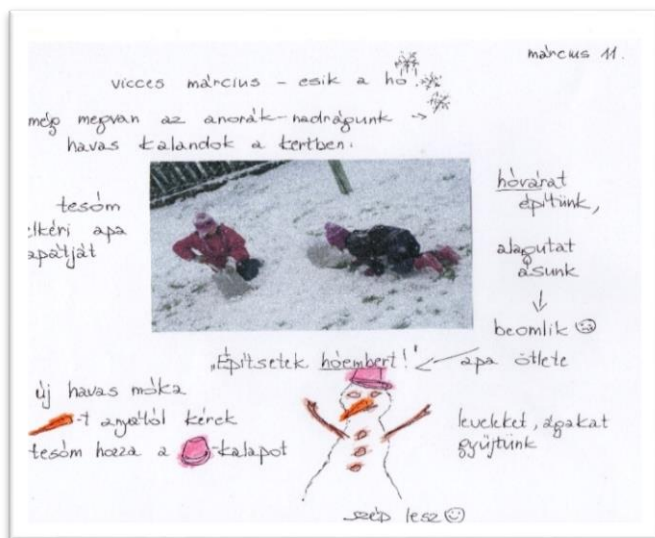 március 11.
vicces március - esik a hó!
még megvan az anorák-nadrágunk →
havas kalandok a kertben:
tesóm
elkéri apa
lapátját
hóvárat
építünk,
alagutat
ásunk
↓
beomlik ☹
"Építsetek hóembert!" ← apa ötlete
új havas móka
-t anyától kérek
tesóm hozza a -kalapot
leveleket, ágakat
gyűjtünk
szép lesz ☺